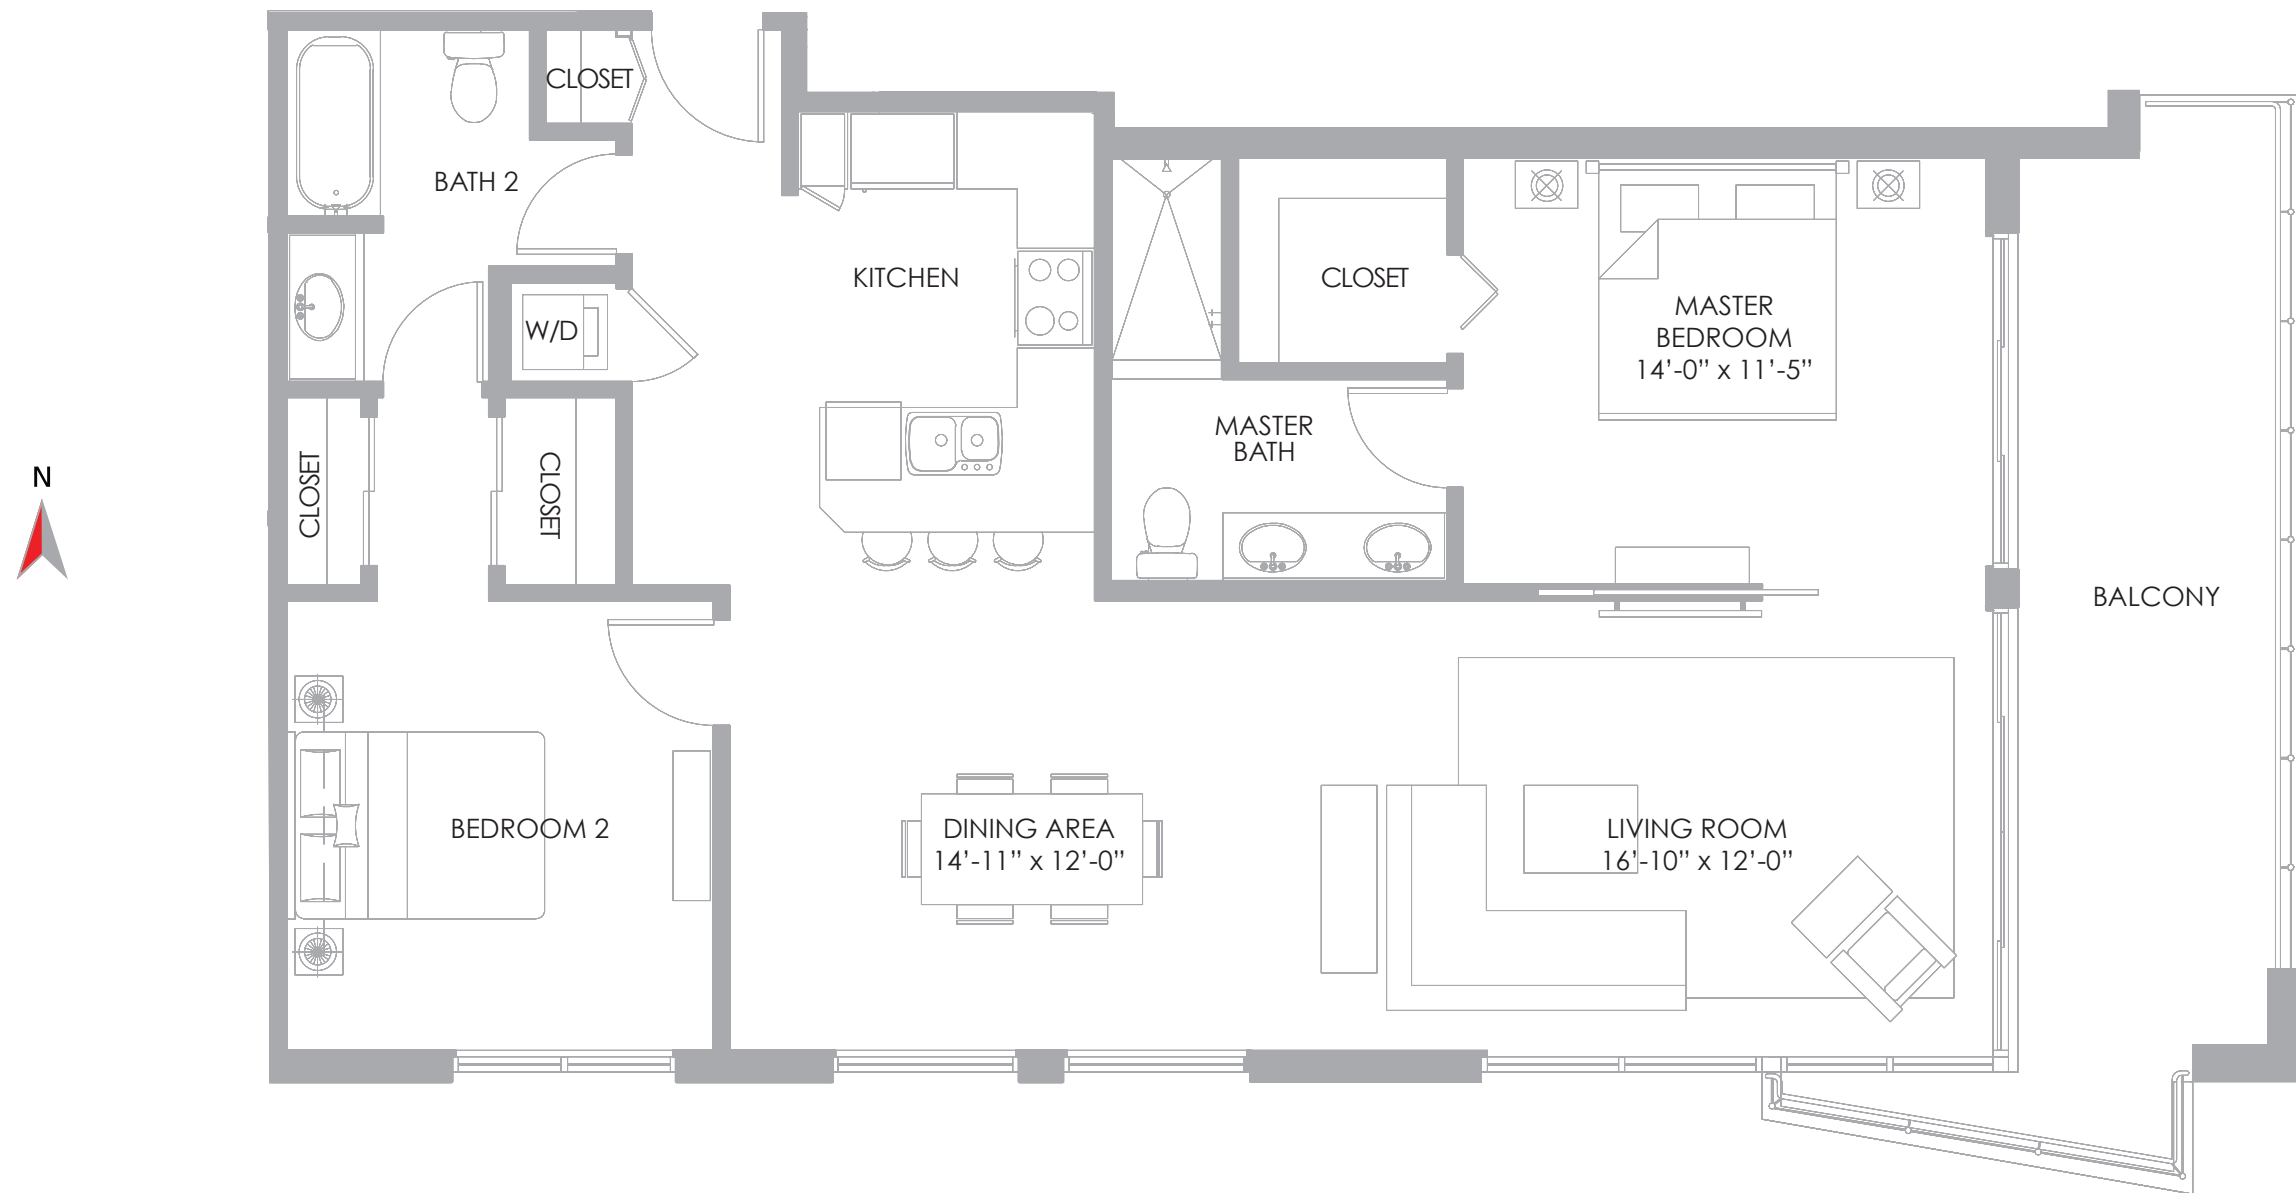 CLOSET
BATH 2
KITCHEN
CLOSET
MASTER
BEDROOM
14’-0” x 11’-5”
W/D
MASTER
BATH
N
CLOSET
CLOSET
BALCONY
BEDROOM 2
DINING AREA
14’-11” x 12’-0”
LIVING ROOM
16’-10” x 12’-0”